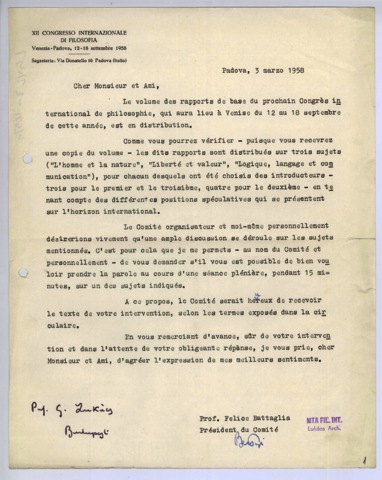 XII CONGRESSO INTERNAZIONALE
DI FILOSOFIA
Venezia-Padova, 12-18 settembre 1958
Segreteria: Via Donatello 16 Padova (Italia)
Padova, 3 marzo 1958
Cher Monsieur et Ami,
Le volume des rapports de base du prochain Congrès in
ternational de philosophie, qui aura lieu à Venise du 12 au 18 septembre
de cette année, est en distribution.
Comme vous pourrez vérifier - puisque vous recevrez
une copie du volume - les dits rapports sont distribués sur trois sujets
("L'homme et la nature", "Liberté et valeur", "Logique, langage et com
munication"), pour chacun desquels ont été choisis des introducteurs -
trois pour le premier et le troisième, quatre pour le deuxième - en te
nant compte des différentes positions spéculatives qui se présentent
sur l'horizon international.
Le Comité organisateur et moi-même personnellement
désirerions vivement qu'une ample discussion se déroule sur les sujets
mentionnés. C'est pour cela que je me permets - au nom du Comité et
personnellement - de vous demander s'il vous est possible de bien vou
loir prendre la parole au cours d'une séance plénière, pendant 15 minu
tes, sur un des sujets indiqués.
A ce propos, le Comité serait heureux de recevoir
le texte de votre intervention, selon les termes exposés dans la cir
culaire.
En vous remerciant d'avance, sûr de votre interven
tion et dans l'attente de votre obligeante réponse, je vous prie, cher
Monsieur et Ami, d'agréer l'expression de mes meilleurs sentiments.
Prof. G. Lukács
Budapest
Prof. Felice Battaglia
Président du Comité
MTA FIL. INT.
Lukács Arch.
1